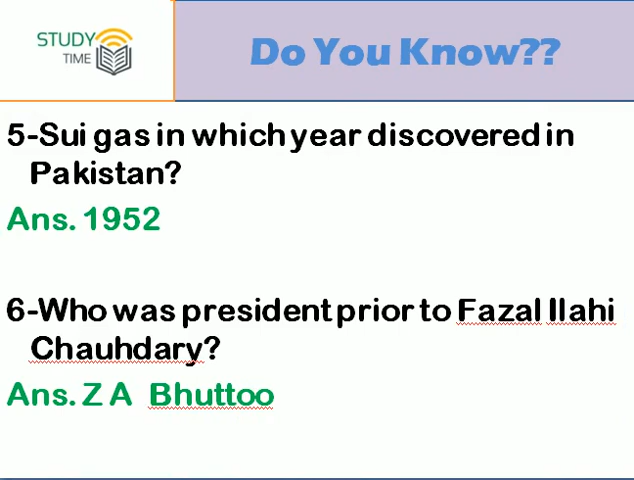 STUDY
TIME
Do You Know??
5-Sui gas in which year discovered in
Pakistan?
Ans. 1952
6-Who was president prior to Fazal Ilahi
Chauhdary?
Ans. Z A Bhuttoo